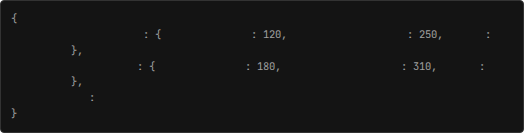 {
: { : 120, : 250, :
},
: { : 180, : 310, :
},
:
}